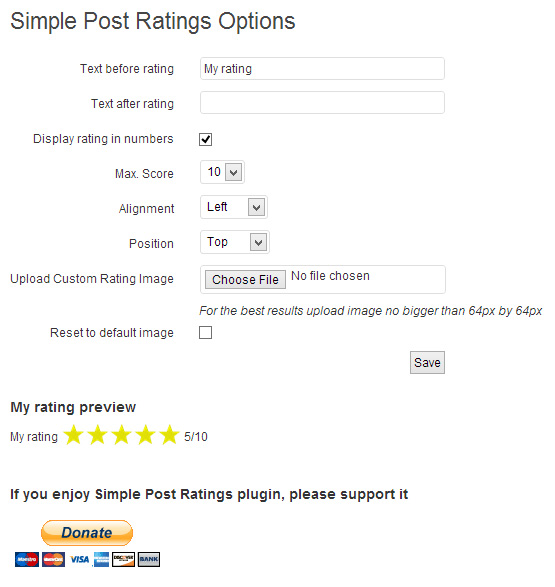 Simple Post Ratings Options
Text before rating My rating
Text after rating
Display rating in numbers
Max. Score 10
Alignment Left
Position Top
Upload Custom Rating Image Choose File No file chosen
For the best results upload image no bigger than 64px by 64px
Reset to default image
Save
My rating preview
My rating 5/10
If you enjoy Simple Post Ratings plugin, please support it
Donate
Maestro MasterCard VISA AMERICAN EXPRESS DISCOVER BANK